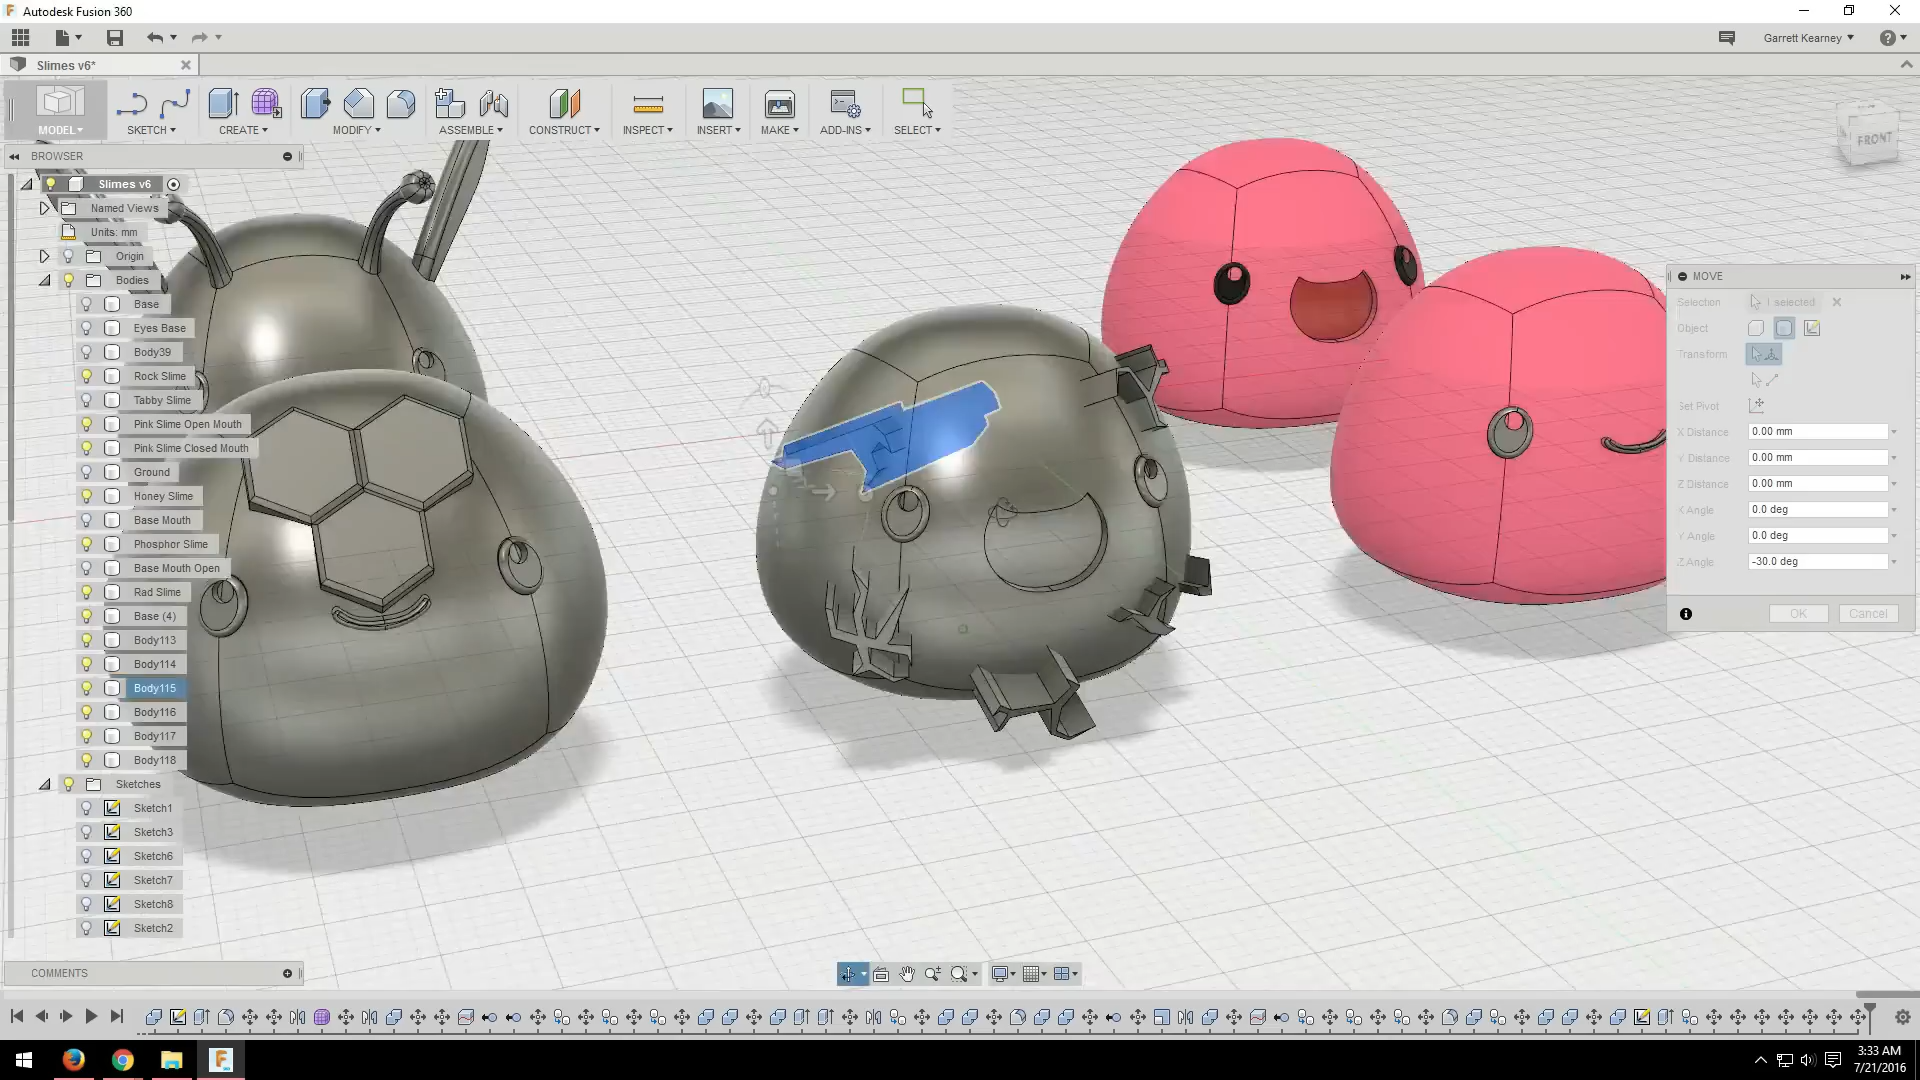 Autodesk Fusion 360
Garrett Kearney
Slimes v6*
MODEL
SKETCH
CREATE
MODIFY
ASSEMBLE
CONSTRUCT
INSPECT
INSERT
MAKE
ADD-INS
SELECT
FRONT
BROWSER
Slimes v6
Named Views
Units: mm
Origin
Bodies
Base
Eyes Base
Body39
Rock Slime
Tabby Slime
Pink Slime Open Mouth
Pink Slime Closed Mouth
Ground
Honey Slime
Base Mouth
Phosphor Slime
Base Mouth Open
Rad Slime
Base (4)
Body113
Body114
Body115
Body116
Body117
Body118
Sketches
Sketch1
Sketch3
Sketch6
Sketch7
Sketch8
Sketch2
MOVE
Selection 1 selected
Object
Transform
Set Pivot
X Distance 0.00 mm
Y Distance 0.00 mm
Z Distance 0.00 mm
X Angle 0.0 deg
Y Angle 0.0 deg
Z Angle -30.0 deg
OK Cancel
COMMENTS
3:33 AM
7/21/2016